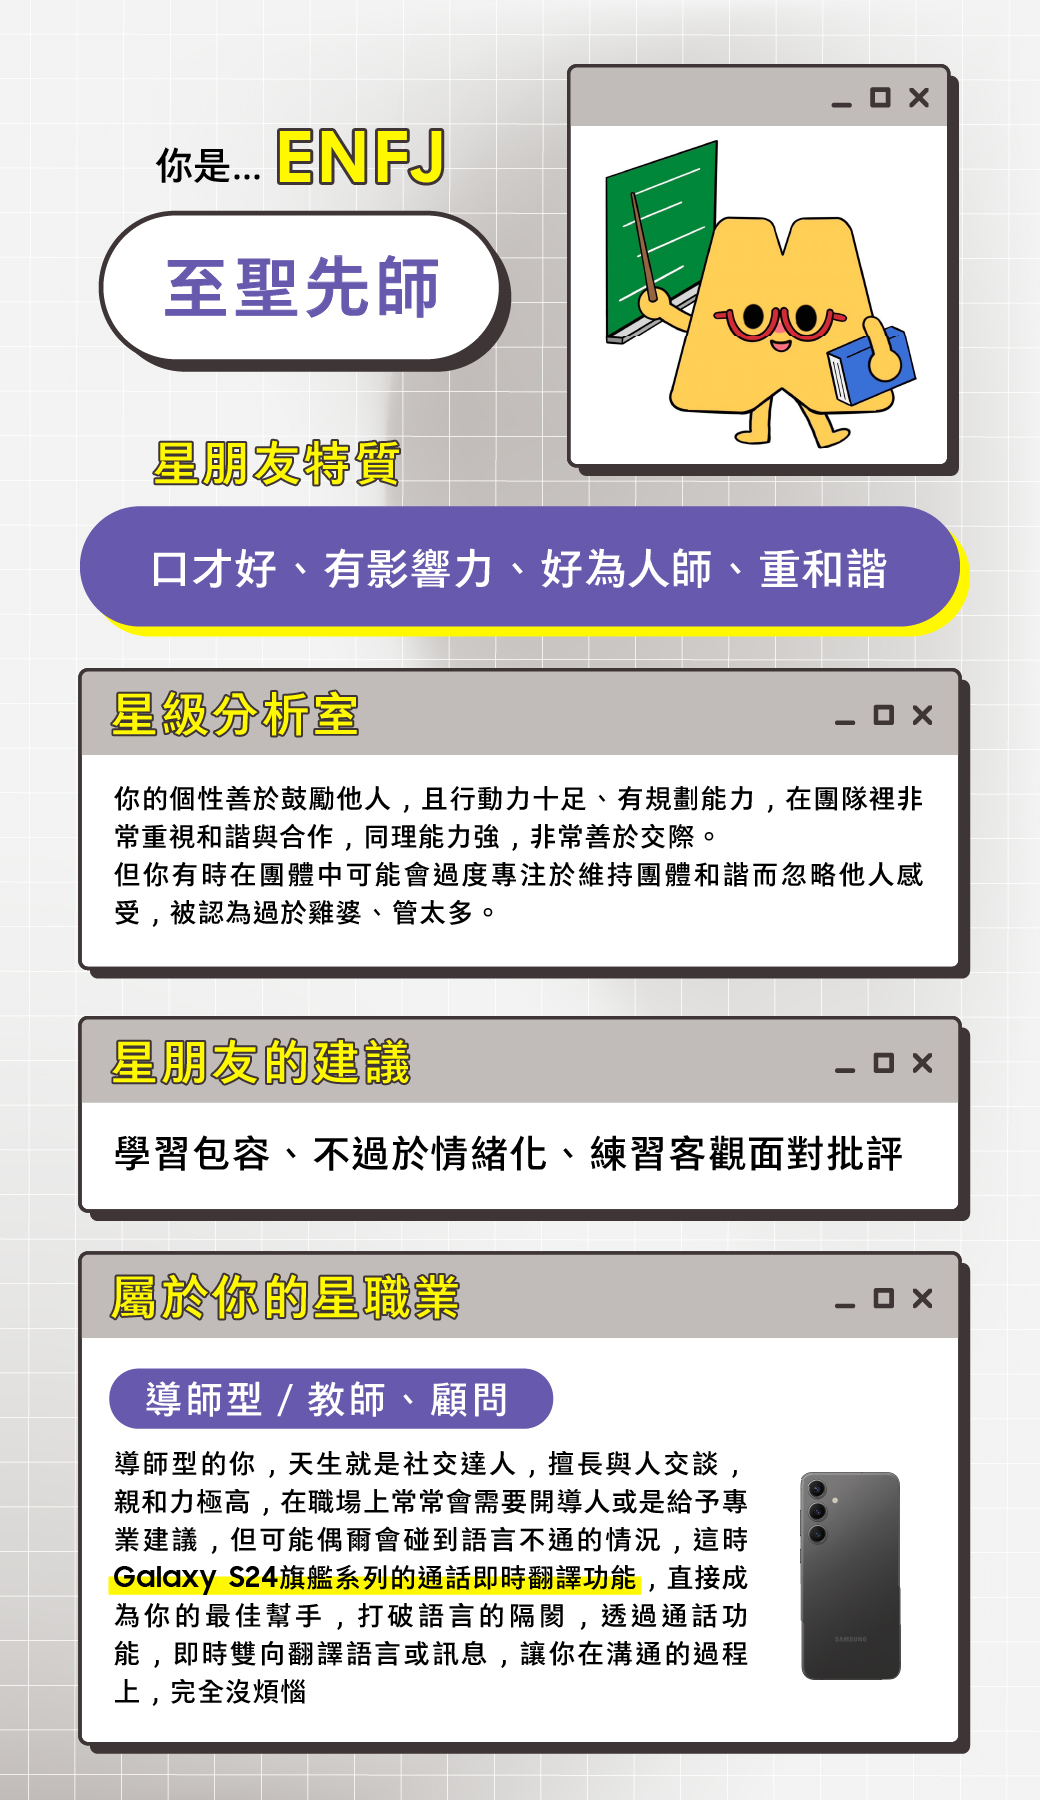 你是... ENFJ
至聖先師
星朋友特質
口才好、有影響力、好為人師、重和諧
星級分析室
你的個性善於鼓勵他人，且行動力十足、有規劃能力，在團隊裡非
常重視和諧與合作，同理能力強，非常善於交際。
但你有時在團體中可能會過度專注於維持團體和諧而忽略他人感
受，被認為過於雞婆、管太多。
星朋友的建議
學習包容、不過於情緒化、練習客觀面對批評
屬於你的星職業
導師型 / 教師、顧問
導師型的你，天生就是社交達人，擅長與人交談，
親和力極高，在職場上常常會需要開導人或是給予專
業建議，但可能偶爾會碰到語言不通的情況，這時
Galaxy S24旗艦系列的通話即時翻譯功能，直接成
為你的最佳幫手，打破語言的隔閡，透過通話功
能，即時雙向翻譯語言或訊息，讓你在溝通的過程
上，完全沒煩惱
SAMSUNG